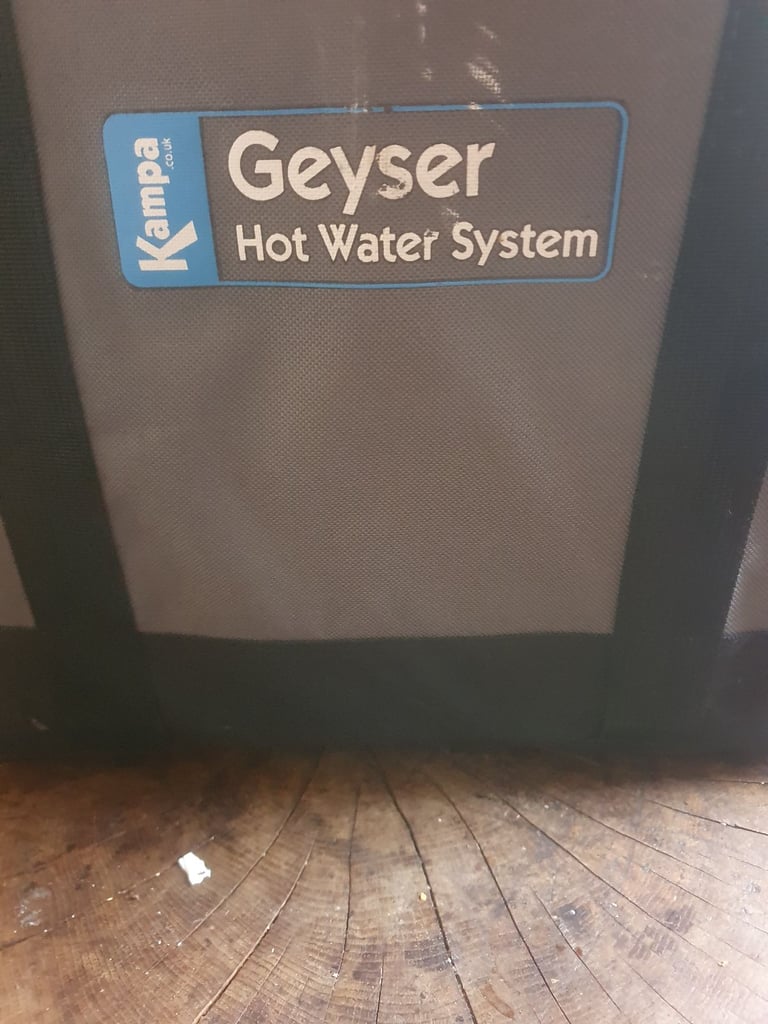 Kampa
.co.uk
Geyser
Hot Water System